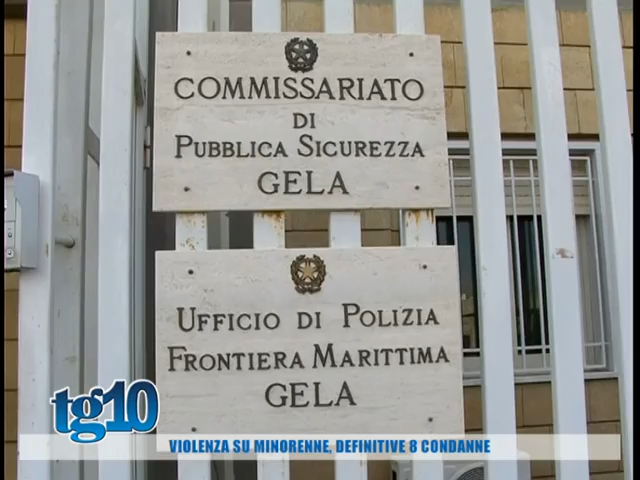 COMMISSARIATO
DI
PUBBLICA SICUREZZA
GELA
UFFICIO DI POLIZIA
FRONTIERA MARITTIMA
GELA
tg10
VIOLENZA SU MINORENNE, DEFINITIVE 8 CONDANNE